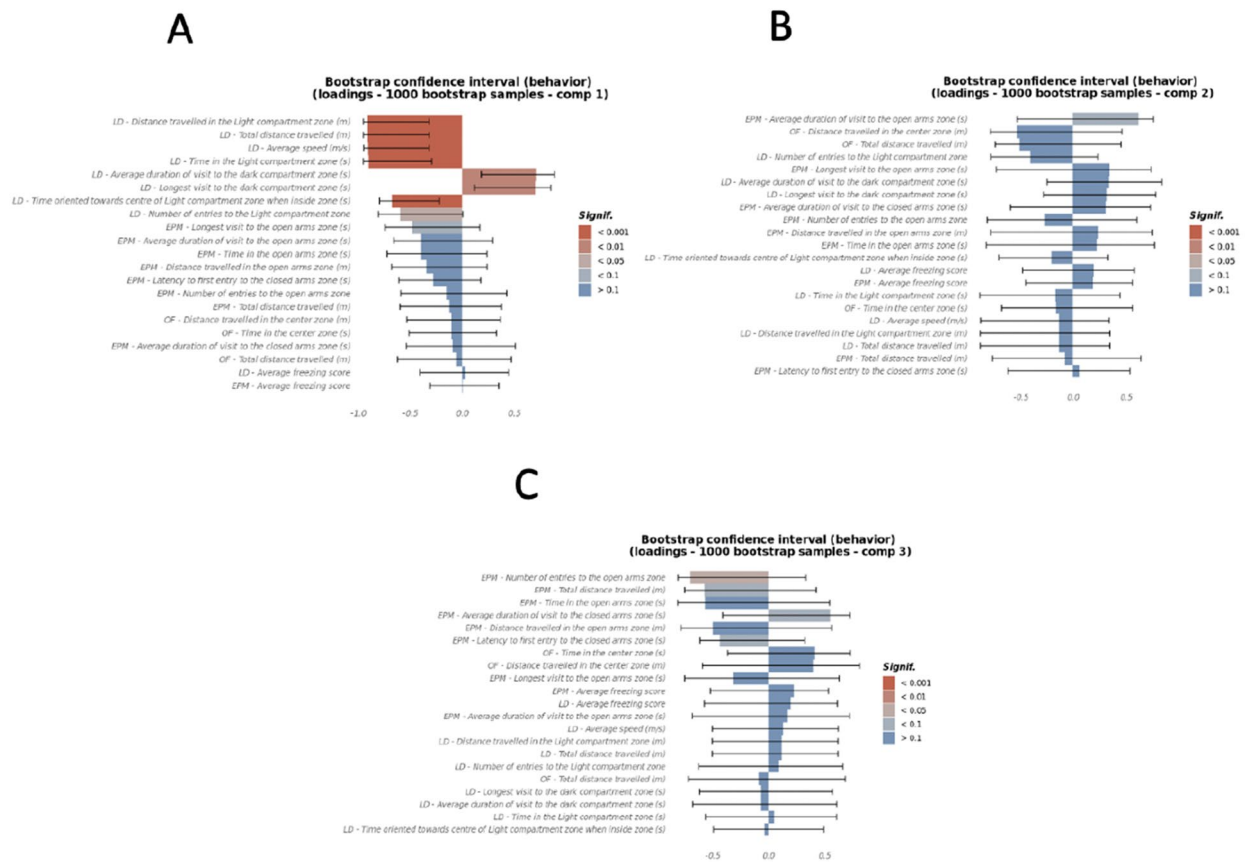 A
Bootstrap confidence interval (behavior)
(loadings - 1000 bootstrap samples - comp 1)
LD - Distance travelled in the Light compartment zone (m)
LD - Total distance travelled (m)
LD - Average speed (m/s)
LD - Time in the Light compartment zone (s)
LD - Average duration of visit to the dark compartment zone (s)
LD - Longest visit to the dark compartment zone (s)
LD - Time oriented towards centre of Light compartment zone when inside zone (s)
LD - Number of entries to the Light compartment zone
EPM - Longest visit to the open arms zone (s)
EPM - Average duration of visit to the open arms zone (s)
EPM - Time in the open arms zone (s)
EPM - Distance travelled in the open arms zone (m)
EPM - Latency to first entry to the closed arms zone (s)
EPM - Number of entries to the open arms zone
EPM - Total distance travelled (m)
OF - Distance travelled in the center zone (m)
OF - Time in the center zone (s)
EPM - Average duration of visit to the closed arms zone (s)
OF - Total distance travelled (m)
LD - Average freezing score
EPM - Average freezing score
-1.0 -0.5 0.0 0.5
Signif.
< 0.001
< 0.01
< 0.05
< 0.1
> 0.1
B
Bootstrap confidence interval (behavior)
(loadings - 1000 bootstrap samples - comp 2)
EPM - Average duration of visit to the open arms zone (s)
OF - Distance travelled in the center zone (m)
OF - Total distance travelled (m)
LD - Number of entries to the Light compartment zone
EPM - Longest visit to the open arms zone (s)
LD - Average duration of visit to the dark compartment zone (s)
LD - Longest visit to the dark compartment zone (s)
EPM - Average duration of visit to the closed arms zone (s)
EPM - Number of entries to the open arms zone
EPM - Distance travelled in the open arms zone (m)
EPM - Time in the open arms zone (s)
LD - Time oriented towards centre of Light compartment zone when inside zone (s)
LD - Average freezing score
EPM - Average freezing score
LD - Time in the Light compartment zone (s)
OF - Time in the center zone (s)
LD - Average speed (m/s)
LD - Distance travelled in the Light compartment zone (m)
LD - Total distance travelled (m)
EPM - Total distance travelled (m)
EPM - Latency to first entry to the closed arms zone (s)
-0.5 0.0 0.5
Signif.
< 0.001
< 0.01
< 0.05
< 0.1
> 0.1
C
Bootstrap confidence interval (behavior)
(loadings - 1000 bootstrap samples - comp 3)
EPM - Number of entries to the open arms zone
EPM - Total distance travelled (m)
EPM - Time in the open arms zone (s)
EPM - Average duration of visit to the closed arms zone (s)
EPM - Distance travelled in the open arms zone (m)
EPM - Latency to first entry to the closed arms zone (s)
OF - Time in the center zone (s)
OF - Distance travelled in the center zone (m)
EPM - Longest visit to the open arms zone (s)
EPM - Average freezing score
LD - Average freezing score
EPM - Average duration of visit to the open arms zone (s)
LD - Average speed (m/s)
LD - Distance travelled in the Light compartment zone (m)
LD - Total distance travelled (m)
LD - Number of entries to the Light compartment zone
OF - Total distance travelled (m)
LD - Longest visit to the dark compartment zone (s)
LD - Average duration of visit to the dark compartment zone (s)
LD - Time in the Light compartment zone (s)
LD - Time oriented towards centre of Light compartment zone when inside zone (s)
-0.5 0.0 0.5
Signif.
< 0.001
< 0.01
< 0.05
< 0.1
> 0.1